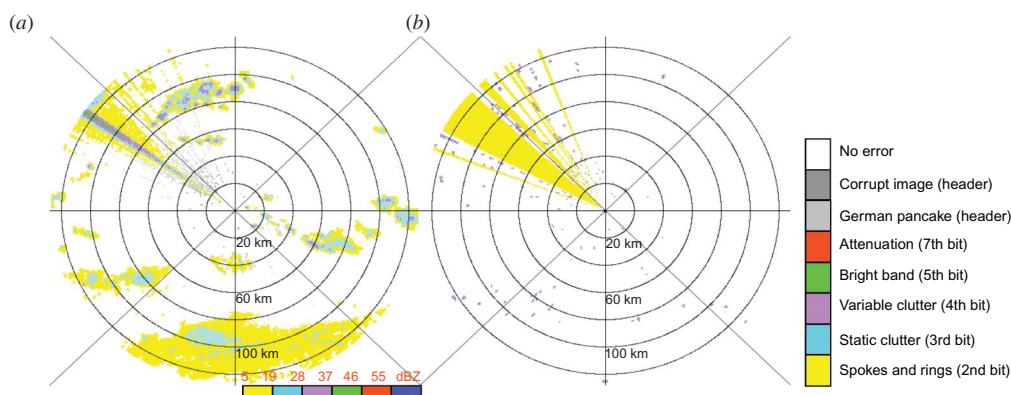 (a)
20 km
60 km
100 km
5 19 28 37 46 55 dBZ
(b)
20 km
60 km
100 km
No error
Corrupt image (header)
German pancake (header)
Attenuation (7th bit)
Bright band (5th bit)
Variable clutter (4th bit)
Static clutter (3rd bit)
Spokes and rings (2nd bit)